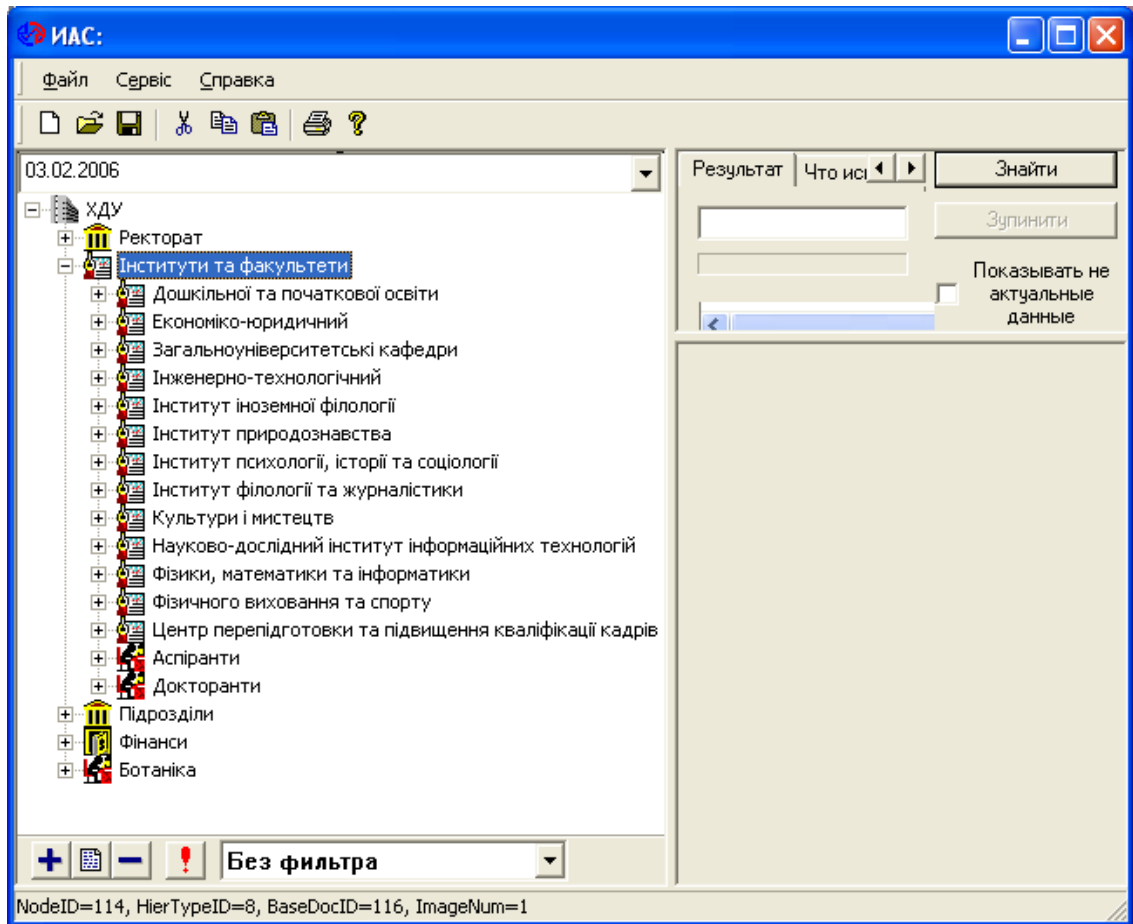 ИАС:
Файл Сервіс Справка
03.02.2006
ХДУ
Ректорат
Інститути та факультети
Дошкільної та початкової освіти
Економіко-юридичний
Загальноуніверситетські кафедри
Інженерно-технологічний
Інститут іноземної філології
Інститут природознавства
Інститут психології, історії та соціології
Інститут філології та журналістики
Культури і мистецтв
Науково-дослідний інститут інформаційних технологій
Фізики, математики та інформатики
Фізичного виховання та спорту
Центр перепідготовки та підвищення кваліфікації кадрів
Аспіранти
Докторанти
Підрозділи
Фінанси
Ботаніка
Без фильтра
Результат Что
Знайти
Зупинити
Показывать не
актуальные
данные
NodeID=114, HierTypeID=8, BaseDocID=116, ImageNum=1